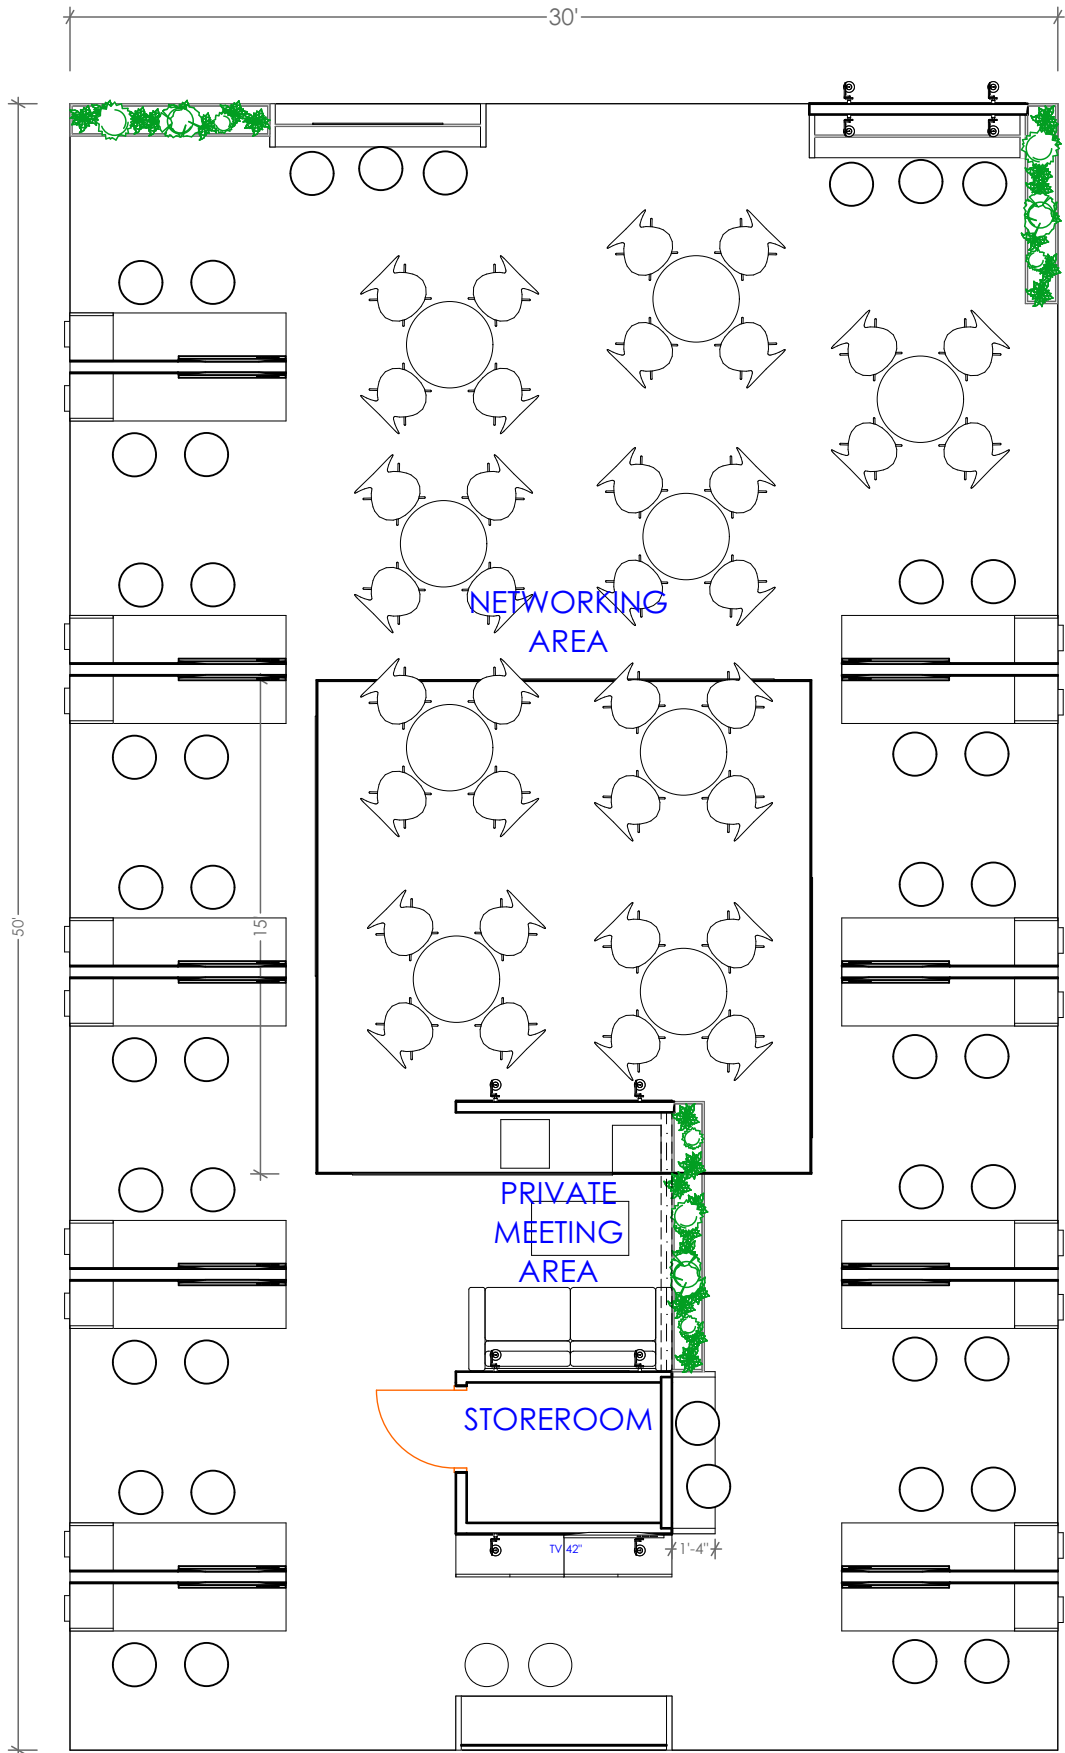 30'
NETWORKING
AREA
50'
15'
PRIVATE
MEETING
AREA
STOREROOM
TV 42"
1'-4"